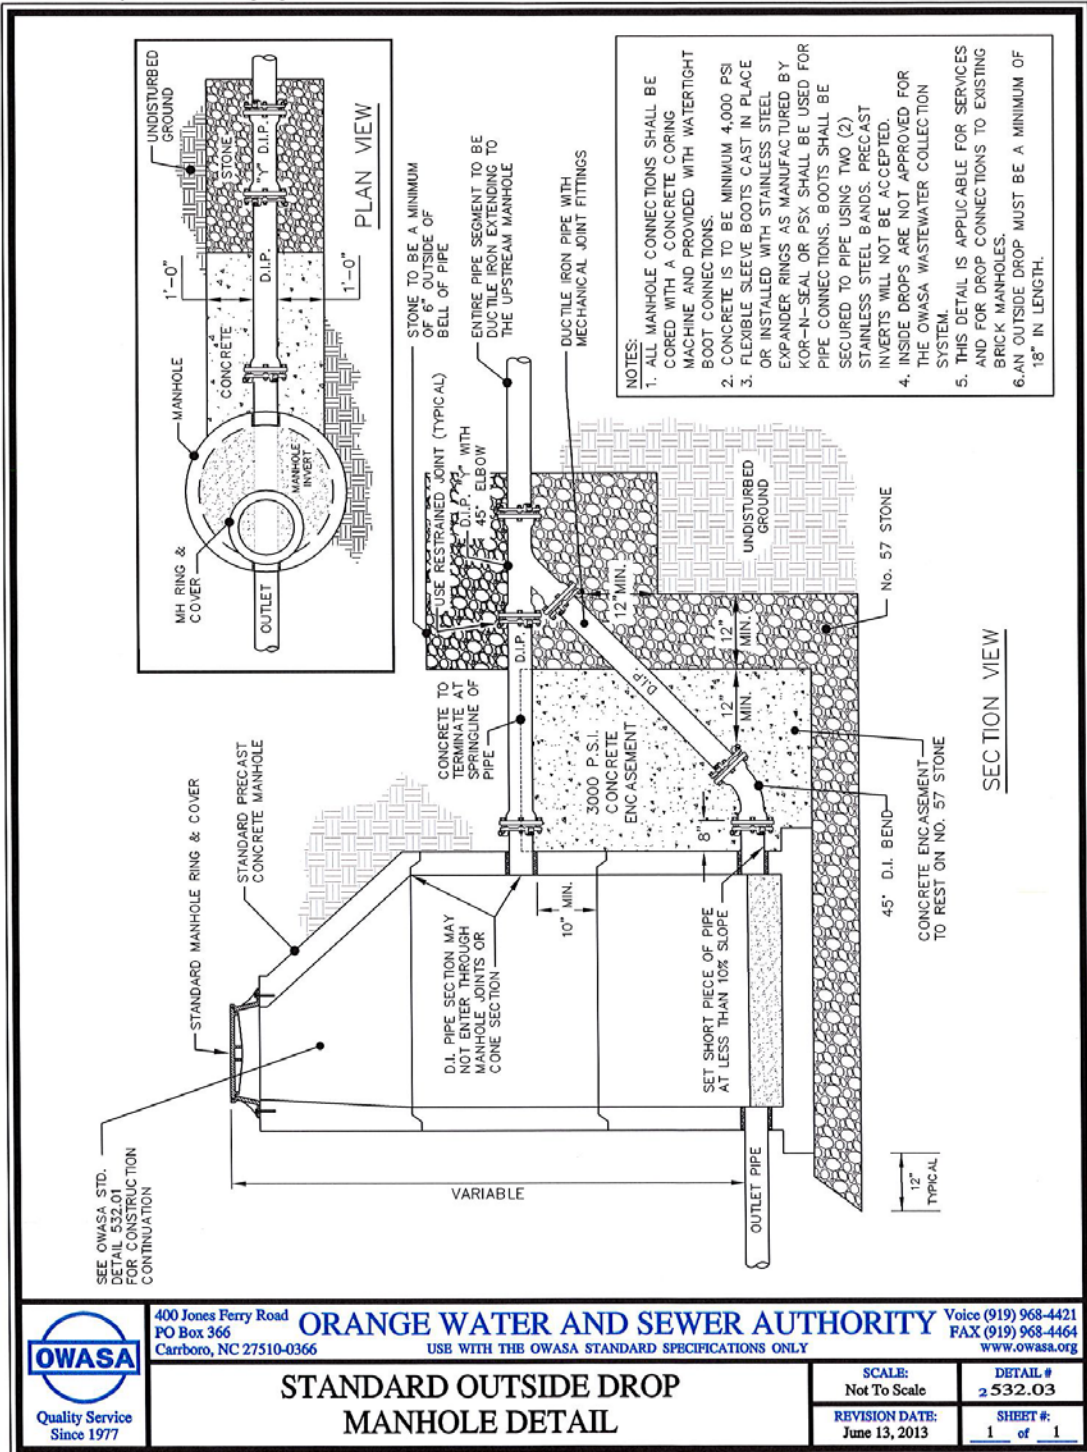 UNDISTURBED
GROUND
STONE
"Y" D.I.P.
D.I.P.
1'-0"
1'-0"
CONCRETE
MANHOLE
MANHOLE
INVERT
MH RING &
COVER
OUTLET
PLAN VIEW
SEE OWASA STD.
DETAIL 532.01
FOR CONSTRUCTION
CONTINUATION
STANDARD MANHOLE RING & COVER
STANDARD PRECAST
CONCRETE MANHOLE
CONCRETE TO
TERMINATE AT
SPRINGLINE OF
PIPE
STONE TO BE A MINIMUM
OF 6" OUTSIDE OF
BELL OF PIPE
USE RESTRAINED JOINT (TYPICAL)
D.I.P. "Y" WITH
45° ELBOW
ENTIRE PIPE SEGMENT TO BE
DUCTILE IRON EXTENDING TO
THE UPSTREAM MANHOLE
DUCTILE IRON PIPE WITH
MECHANICAL JOINT FITTINGS
D.I. PIPE SECTION MAY
NOT ENTER THROUGH
MANHOLE JOINTS OR
CONE SECTION
10" MIN.
D.I.P.
3000 P.S.I.
CONCRETE
ENCASEMENT
D.I.P.
12" MIN.
12"
MIN.
12"
MIN.
8"
UNDISTURBED
GROUND
VARIABLE
SET SHORT PIECE OF PIPE
AT LESS THAN 10% SLOPE
OUTLET PIPE
12"
TYPICAL
45° D.I. BEND
CONCRETE ENCASEMENT
TO REST ON NO. 57 STONE
No. 57 STONE
SECTION VIEW
NOTES:
1. ALL MANHOLE CONNECTIONS SHALL BE
CORED WITH A CONCRETE CORING
MACHINE AND PROVIDED WITH WATERTIGHT
BOOT CONNECTIONS.
2. CONCRETE IS TO BE MINIMUM 4,000 PSI
3. FLEXIBLE SLEEVE BOOTS CAST IN PLACE
OR INSTALLED WITH STAINLESS STEEL
EXPANDER RINGS AS MANUFACTURED BY
KOR-N-SEAL OR PSX SHALL BE USED FOR
PIPE CONNECTIONS. BOOTS SHALL BE
SECURED TO PIPE USING TWO (2)
STAINLESS STEEL BANDS. PRECAST
INVERTS WILL NOT BE ACCEPTED.
4. INSIDE DROPS ARE NOT APPROVED FOR
THE OWASA WASTEWATER COLLECTION
SYSTEM.
5. THIS DETAIL IS APPLICABLE FOR SERVICES
AND FOR DROP CONNECTIONS TO EXISTING
BRICK MANHOLES.
6. AN OUTSIDE DROP MUST BE A MINIMUM OF
18" IN LENGTH.
OWASA
Quality Service
Since 1977
400 Jones Ferry Road
PO Box 366
Carrboro, NC 27510-0366
ORANGE WATER AND SEWER AUTHORITY
USE WITH THE OWASA STANDARD SPECIFICATIONS ONLY
Voice (919) 968-4421
FAX (919) 968-4464
www.owasa.org
STANDARD OUTSIDE DROP
MANHOLE DETAIL
SCALE:
Not To Scale
DETAIL #
2 532.03
REVISION DATE:
June 13, 2013
SHEET #:
1 of 1